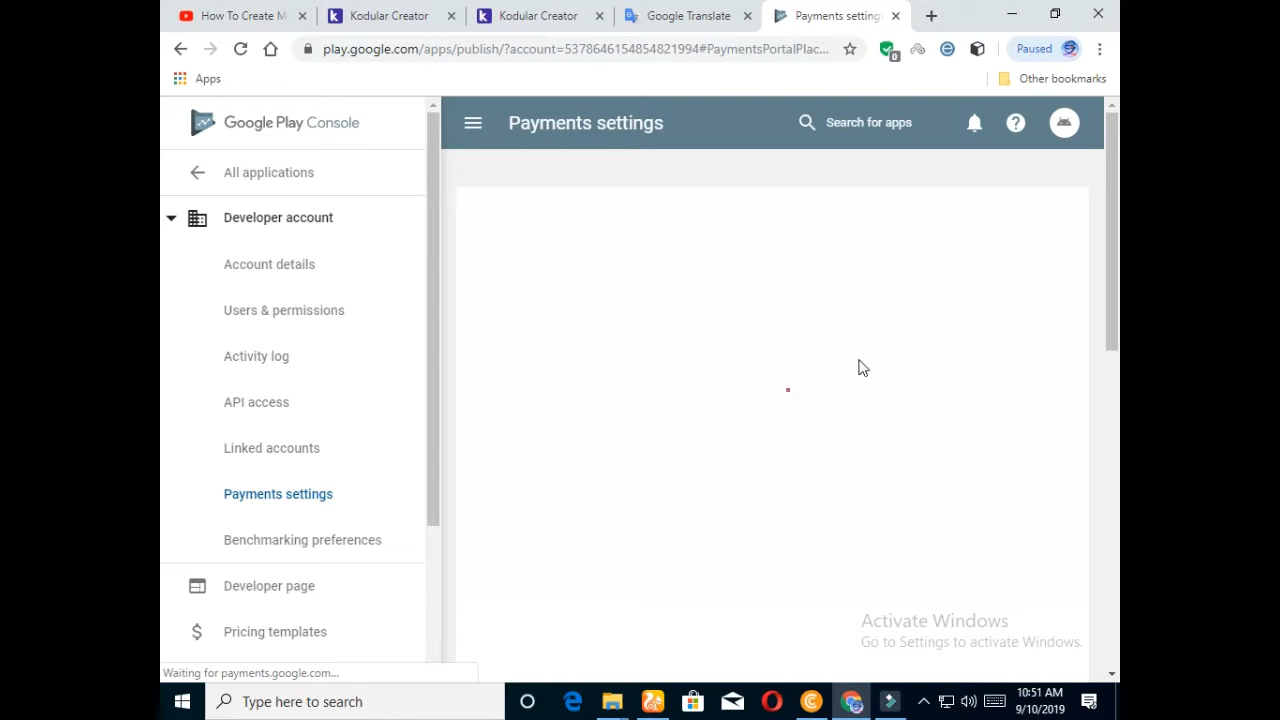 How To Create M
Kodular Creator
Kodular Creator
Google Translate
Payments settin
play.google.com/apps/publish/?account=5378646154854821994#PaymentsPortalPlac...
0
Paused
Apps
Other bookmarks
Google Play Console
Payments settings
Search for apps
All applications
Developer account
Account details
Users & permissions
Activity log
API access
Linked accounts
Payments settings
Benchmarking preferences
Developer page
Pricing templates
Activate Windows
Go to Settings to activate Windows.
Waiting for payments.google.com...
Type here to search
10:51 AM
9/10/2019